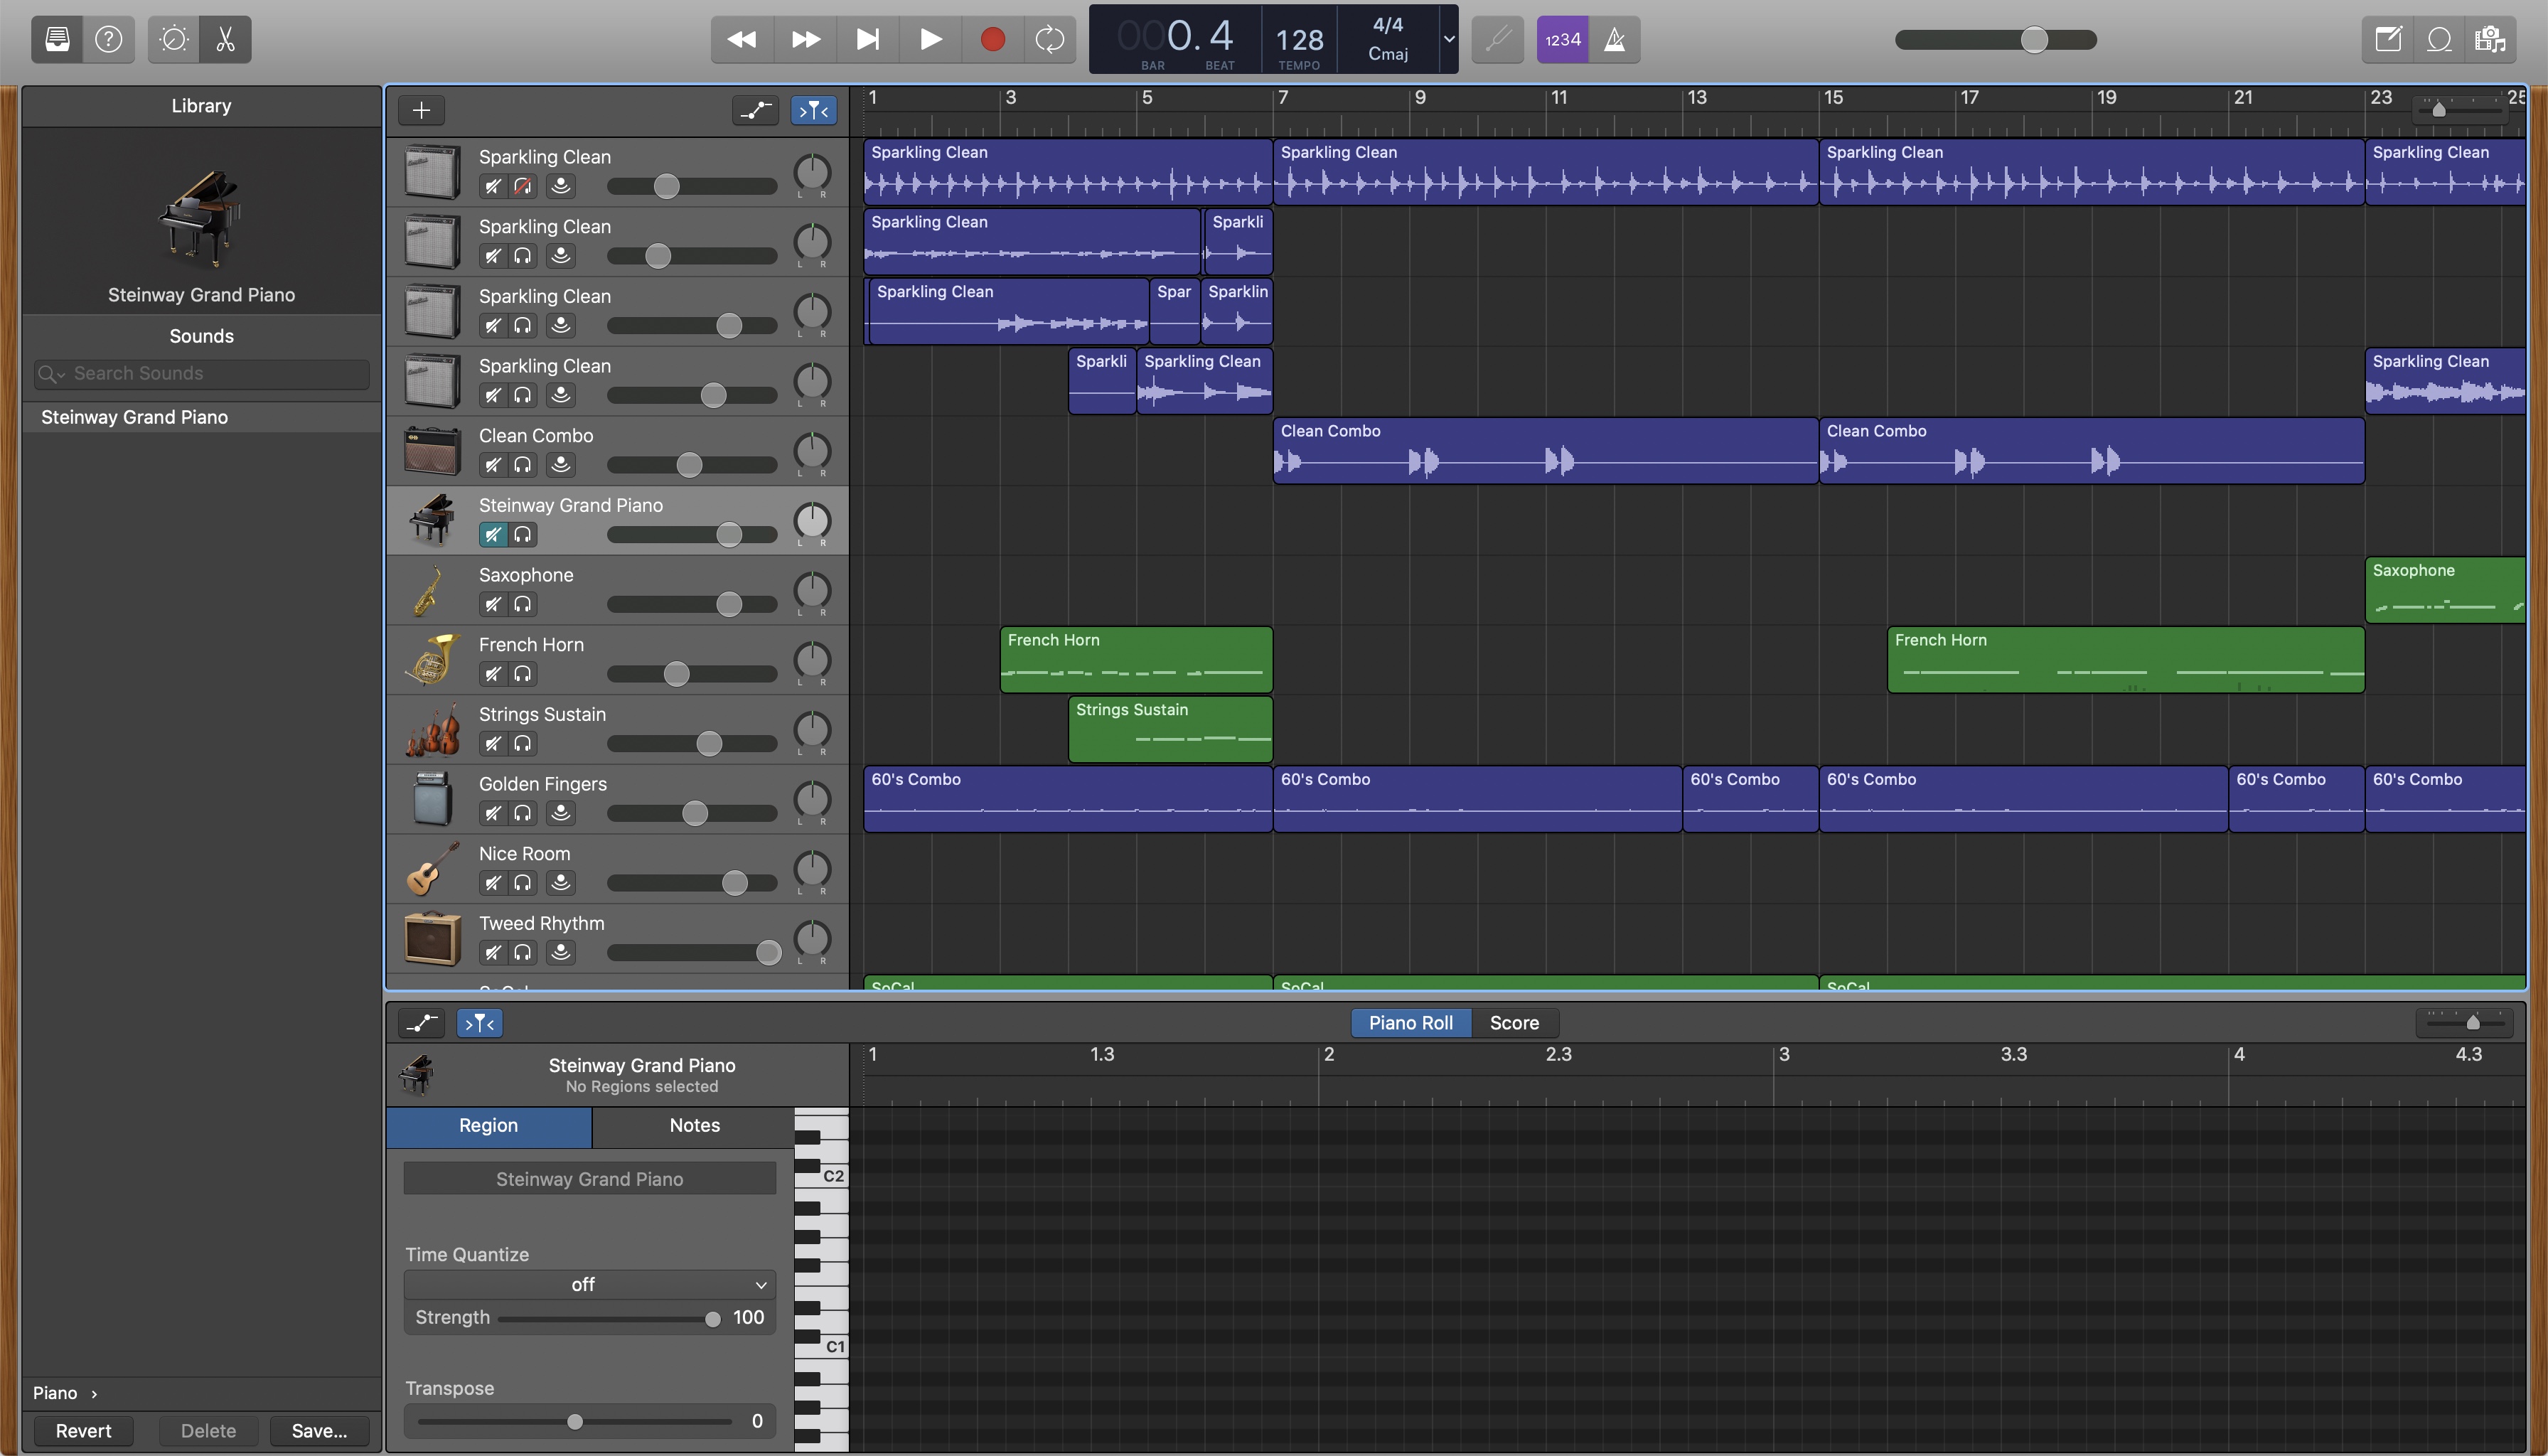 0. 4
BAR
BEAT
128
TEMPO
4/4
Cmaj
1234
Library
Steinway Grand Piano
Sounds
Search Sounds
Steinway Grand Piano
Piano
Revert
Delete
Save...
1 3 5 7 9 11 13 15 17 19 21 23 25
Sparkling Clean
L R
Sparkling Clean
Sparkling Clean
Sparkling Clean
Sparkling Clean
Sparkling Clean
L R
Sparkling Clean
Sparkli
Sparkling Clean
L R
Sparkling Clean
Spar
Sparklin
Sparkling Clean
L R
Sparkli
Sparkling Clean
Sparkling Clean
Clean Combo
L R
Clean Combo
Clean Combo
Steinway Grand Piano
L R
Saxophone
L R
Saxophone
French Horn
L R
French Horn
French Horn
Strings Sustain
L R
Strings Sustain
Golden Fingers
L R
60's Combo
60's Combo
60's Combo
60's Combo
60's Combo
60's Combo
Nice Room
L R
Tweed Rhythm
L R
SoCal
SoCal
SoCal
SoCal
Piano Roll
Score
Steinway Grand Piano
No Regions selected
1 1.3 2 2.3 3 3.3 4 4.3
Region
Notes
Steinway Grand Piano
Time Quantize
off
Strength
100
Transpose
0
C2
C1